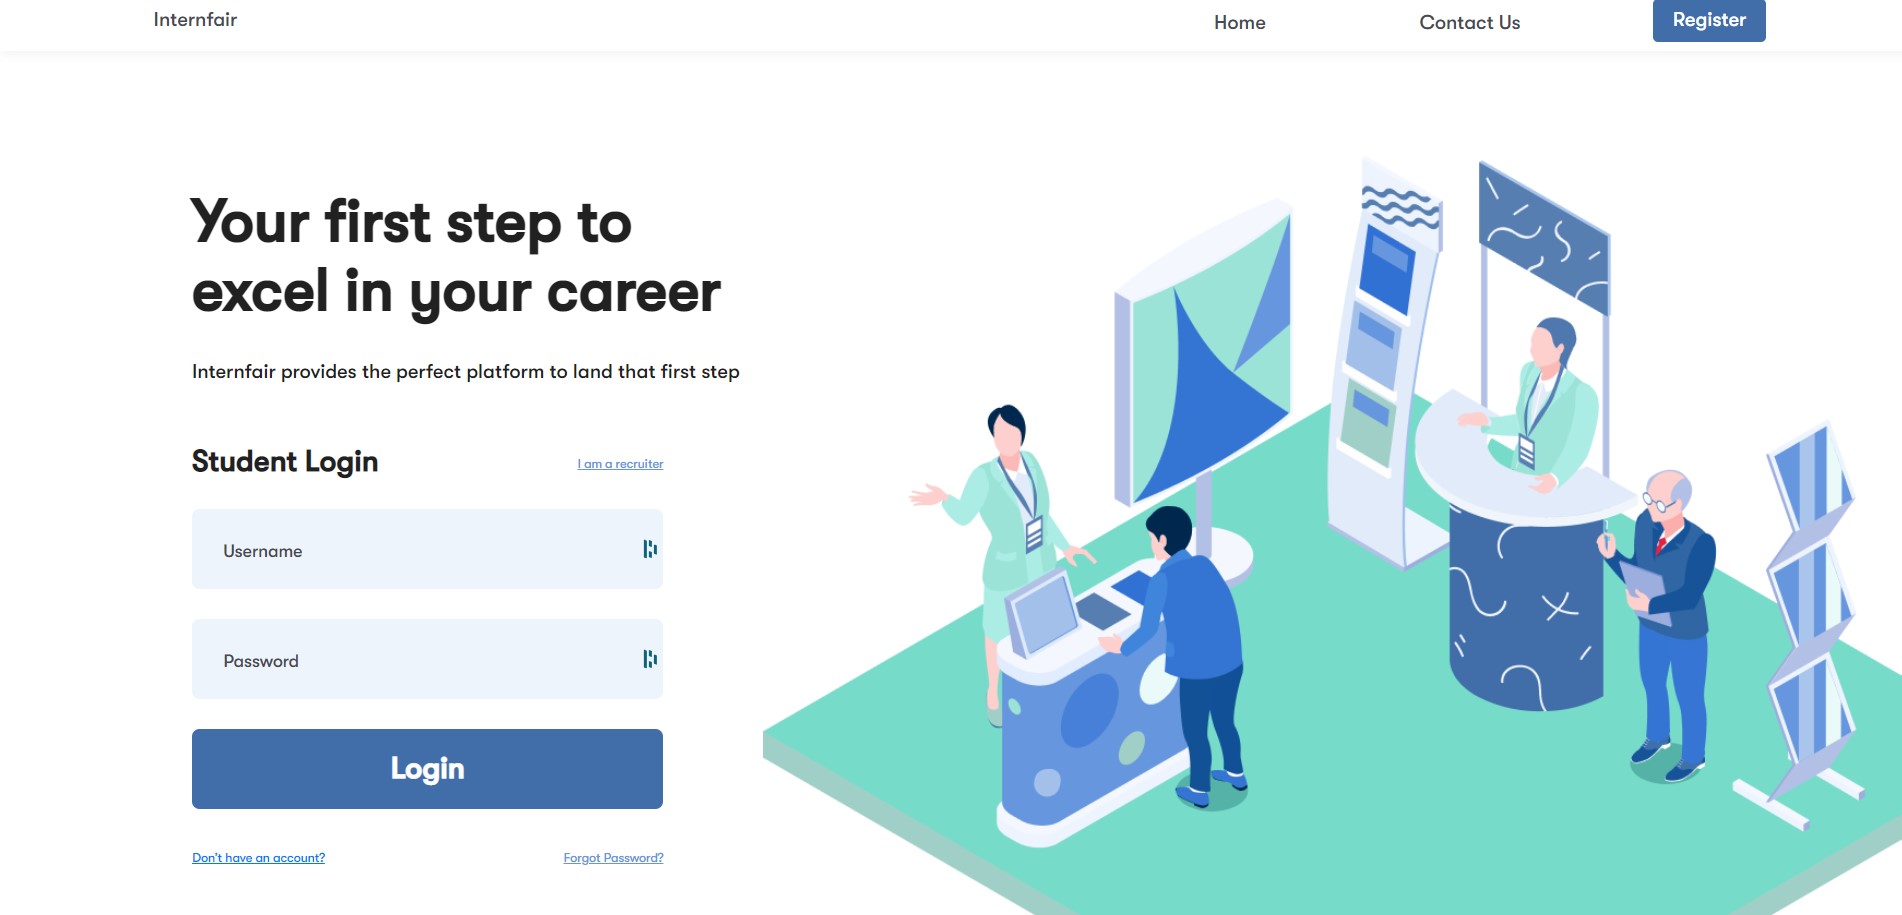 Internfair
Home
Contact Us
Register
Your first step to
excel in your career
Internfair provides the perfect platform to land that first step
Student Login
I am a recruiter
Username
Password
Login
Don't have an account?
Forgot Password?